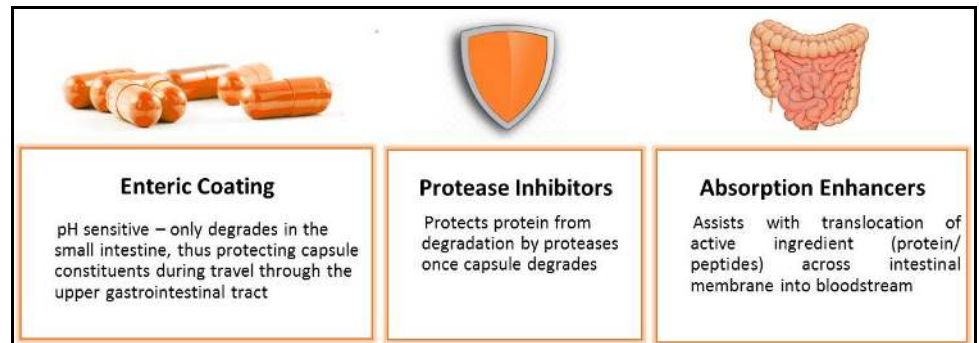 Enteric Coating
pH sensitive – only degrades in the
small intestine, thus protecting capsule
constituents during travel through the
upper gastrointestinal tract
Protease Inhibitors
Protects protein from
degradation by proteases
once capsule degrades
Absorption Enhancers
Assists with translocation of
active ingredient (protein/
peptides) across intestinal
membrane into bloodstream